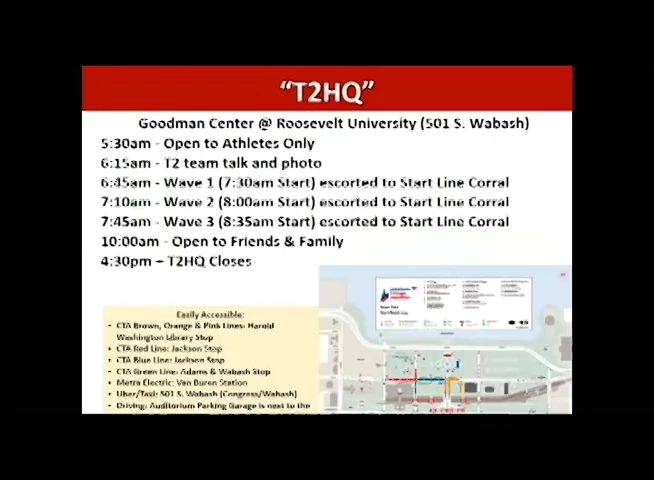 “T2HQ”
Goodman Center @ Roosevelt University (501 S. Wabash)
5:30am - Open to Athletes Only
6:15am - T2 team talk and photo
6:45am - Wave 1 (7:30am Start) escorted to Start Line Corral
7:10am - Wave 2 (8:00am Start) escorted to Start Line Corral
7:45am - Wave 3 (8:35am Start) escorted to Start Line Corral
10:00am - Open to Friends & Family
4:30pm – T2HQ Closes
Easily Accessible:
• CTA Brown, Orange & Pink Lines: Harold
Washington Library Stop
• CTA Red Line: Jackson Stop
• CTA Blue Line: Jackson Stop
• CTA Green Line: Adams & Wabash Stop
• Metra Electric: Van Buren Station
• Uber/Taxi: 501 S. Wabash (Congress/Wabash)
• Driving: Auditorium Parking Garage is next to the